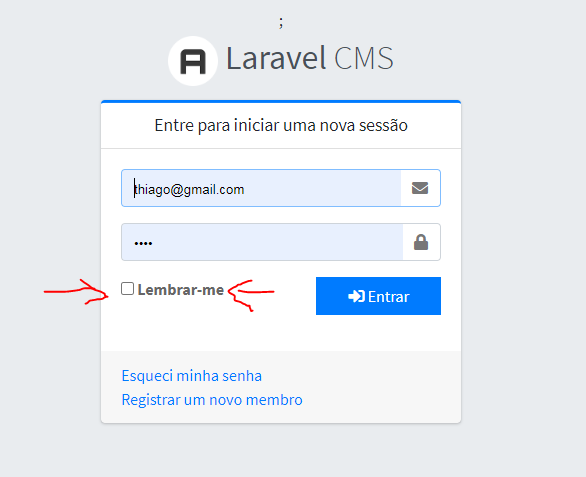 ;
Laravel CMS
Entre para iniciar uma nova sessão
thiago@gmail.com
••••
Lembrar-me
Entrar
Esqueci minha senha
Registrar um novo membro